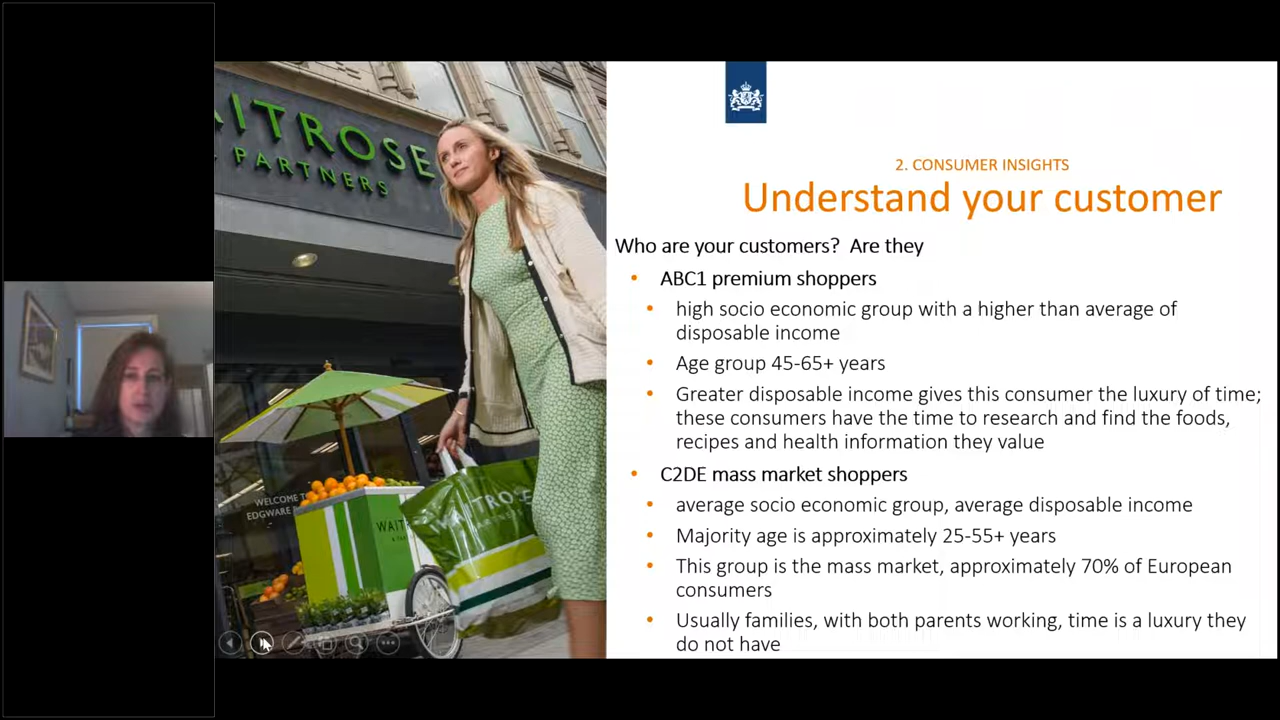 AITROSE
PARTNERS
WELCOME
EDGWARE
WAIT
TROSE
2. CONSUMER INSIGHTS
Understand your customer
Who are your customers? Are they
• ABC1 premium shoppers
• high socio economic group with a higher than average of
disposable income
• Age group 45-65+ years
• Greater disposable income gives this consumer the luxury of time;
these consumers have the time to research and find the foods,
recipes and health information they value
• C2DE mass market shoppers
• average socio economic group, average disposable income
• Majority age is approximately 25-55+ years
• This group is the mass market, approximately 70% of European
consumers
• Usually families, with both parents working, time is a luxury they
do not have